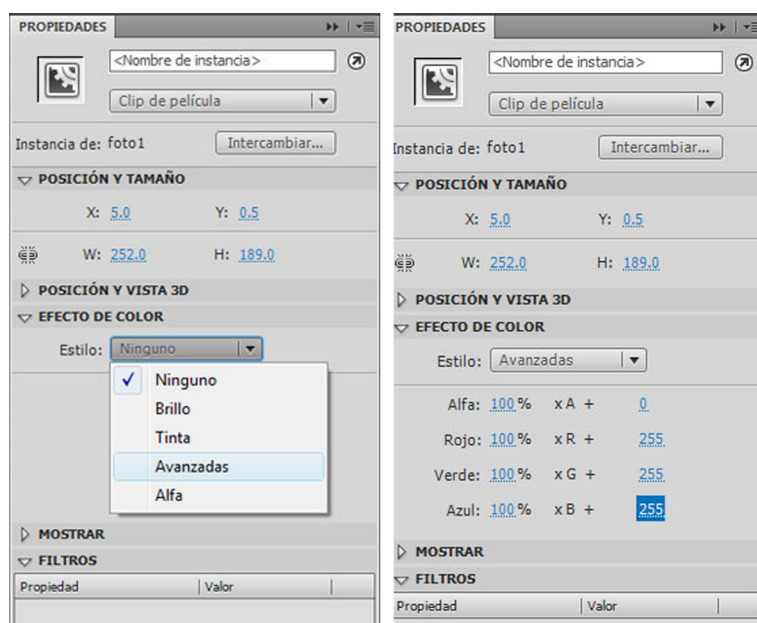 PROPIEDADES
<Nombre de instancia>
Clip de película
Instancia de: foto1 Intercambiar...
POSICIÓN Y TAMAÑO
X: 5.0 Y: 0.5
W: 252.0 H: 189.0
POSICIÓN Y VISTA 3D
EFECTO DE COLOR
Estilo: Ninguno
Ninguno
Brillo
Tinta
Avanzadas
Alfa
MOSTRAR
FILTROS
Propiedad Valor
PROPIEDADES
<Nombre de instancia>
Clip de película
Instancia de: foto1 Intercambiar...
POSICIÓN Y TAMAÑO
X: 5.0 Y: 0.5
W: 252.0 H: 189.0
POSICIÓN Y VISTA 3D
EFECTO DE COLOR
Estilo: Avanzadas
Alfa: 100 % x A + 0
Rojo: 100 % x R + 255
Verde: 100 % x G + 255
Azul: 100 % x B + 255
MOSTRAR
FILTROS
Propiedad Valor